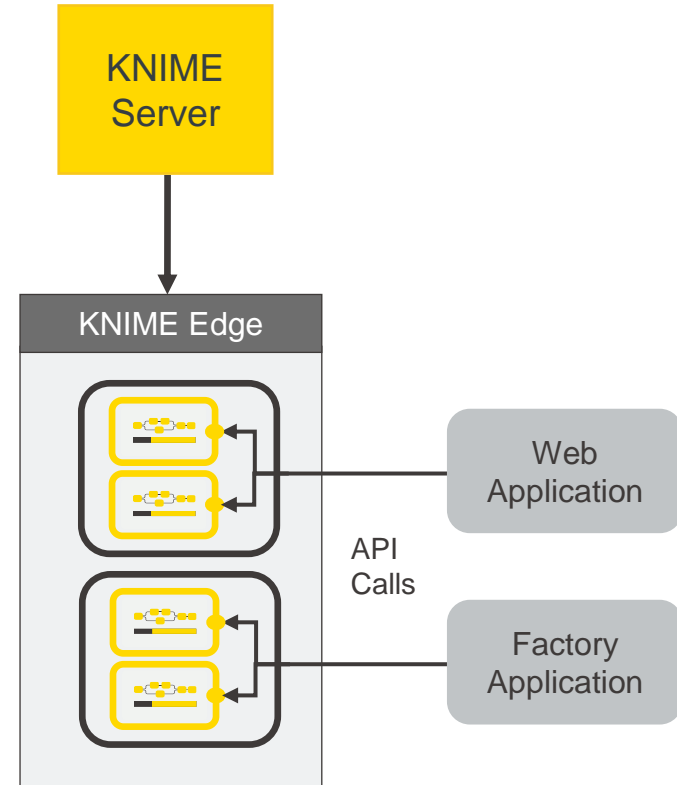 KNIME
Server
KNIME Edge
Web
Application
API
Calls
Factory
Application